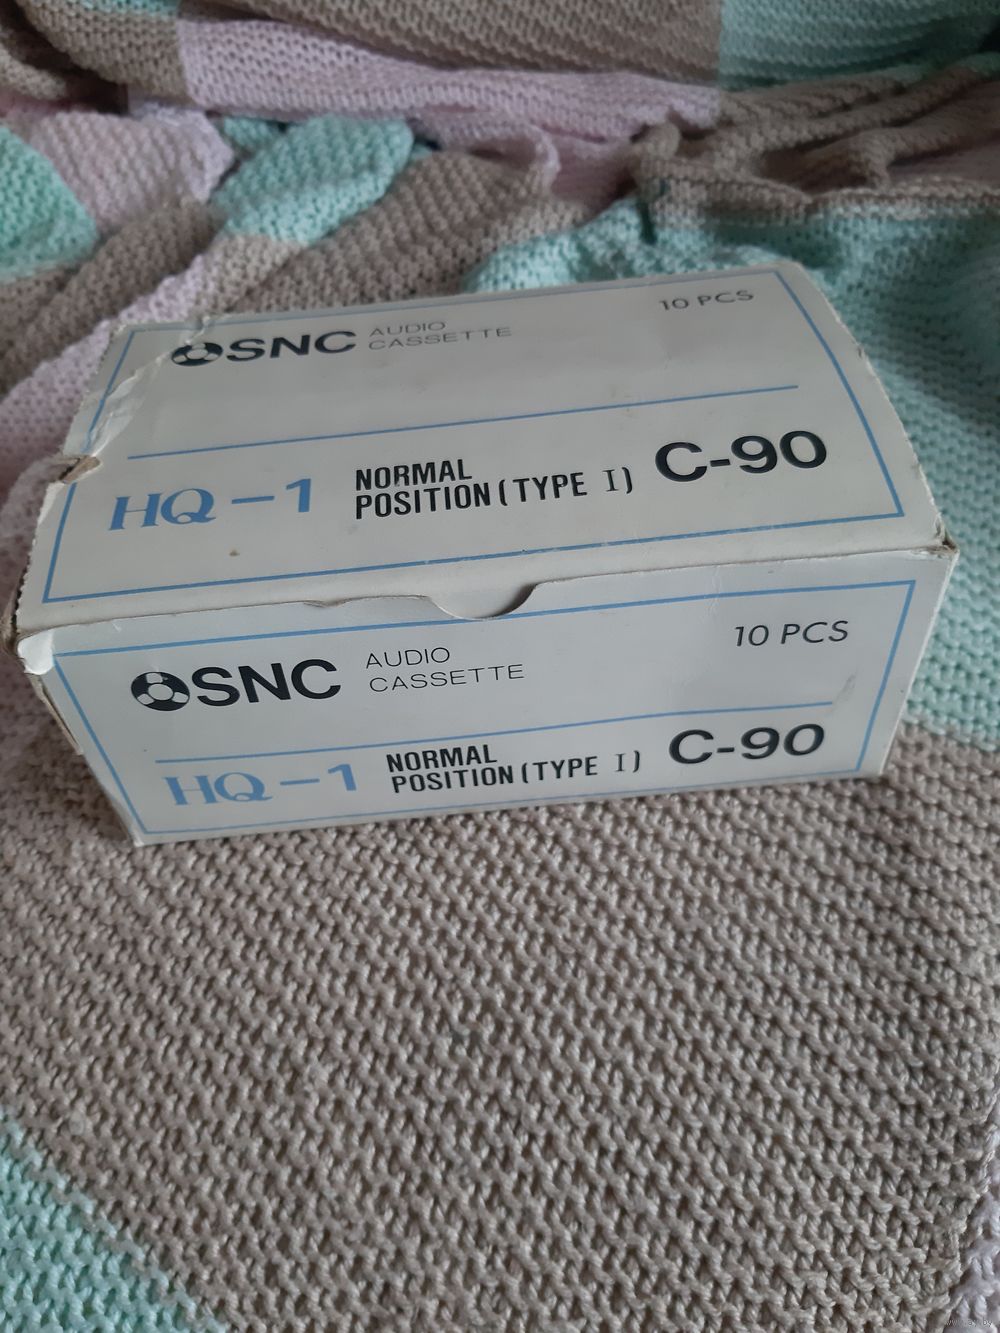 SNC AUDIO CASSETTE
10 PCS
HQ-1 NORMAL POSITION (TYPE I) C-90
SNC AUDIO CASSETTE
10 PCS
HQ-1 NORMAL POSITION (TYPE I) C-90